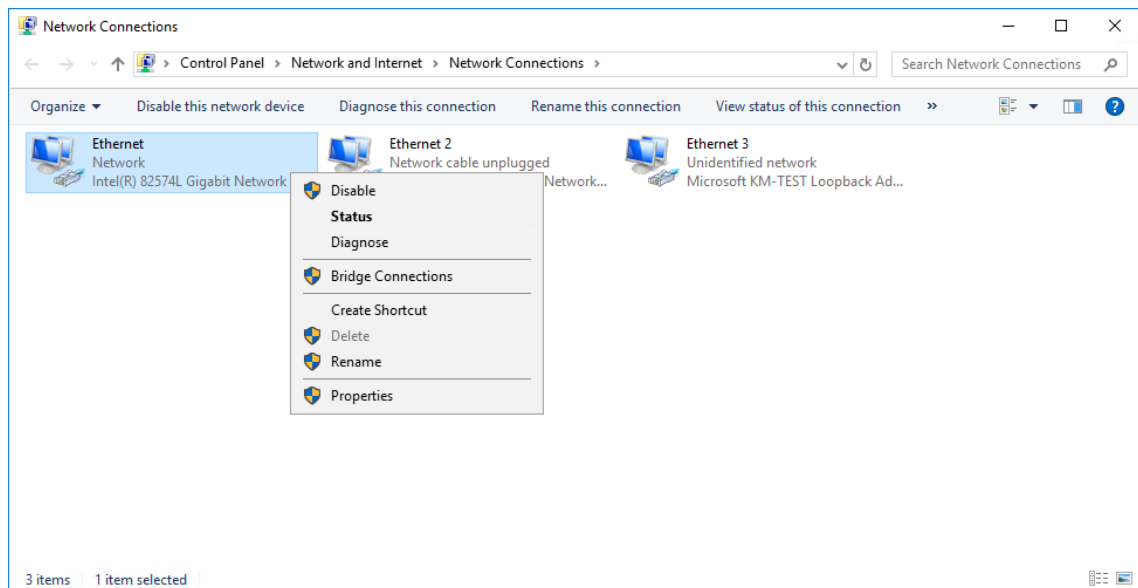 Network Connections
Control Panel > Network and Internet > Network Connections >
Search Network Connections
Organize Disable this network device Diagnose this connection Rename this connection View status of this connection »
Ethernet
Network
Intel(R) 82574L Gigabit Network
Ethernet 2
Network cable unplugged
Network...
Ethernet 3
Unidentified network
Microsoft KM-TEST Loopback Ad...
Disable
Status
Diagnose
Bridge Connections
Create Shortcut
Delete
Rename
Properties
3 items 1 item selected